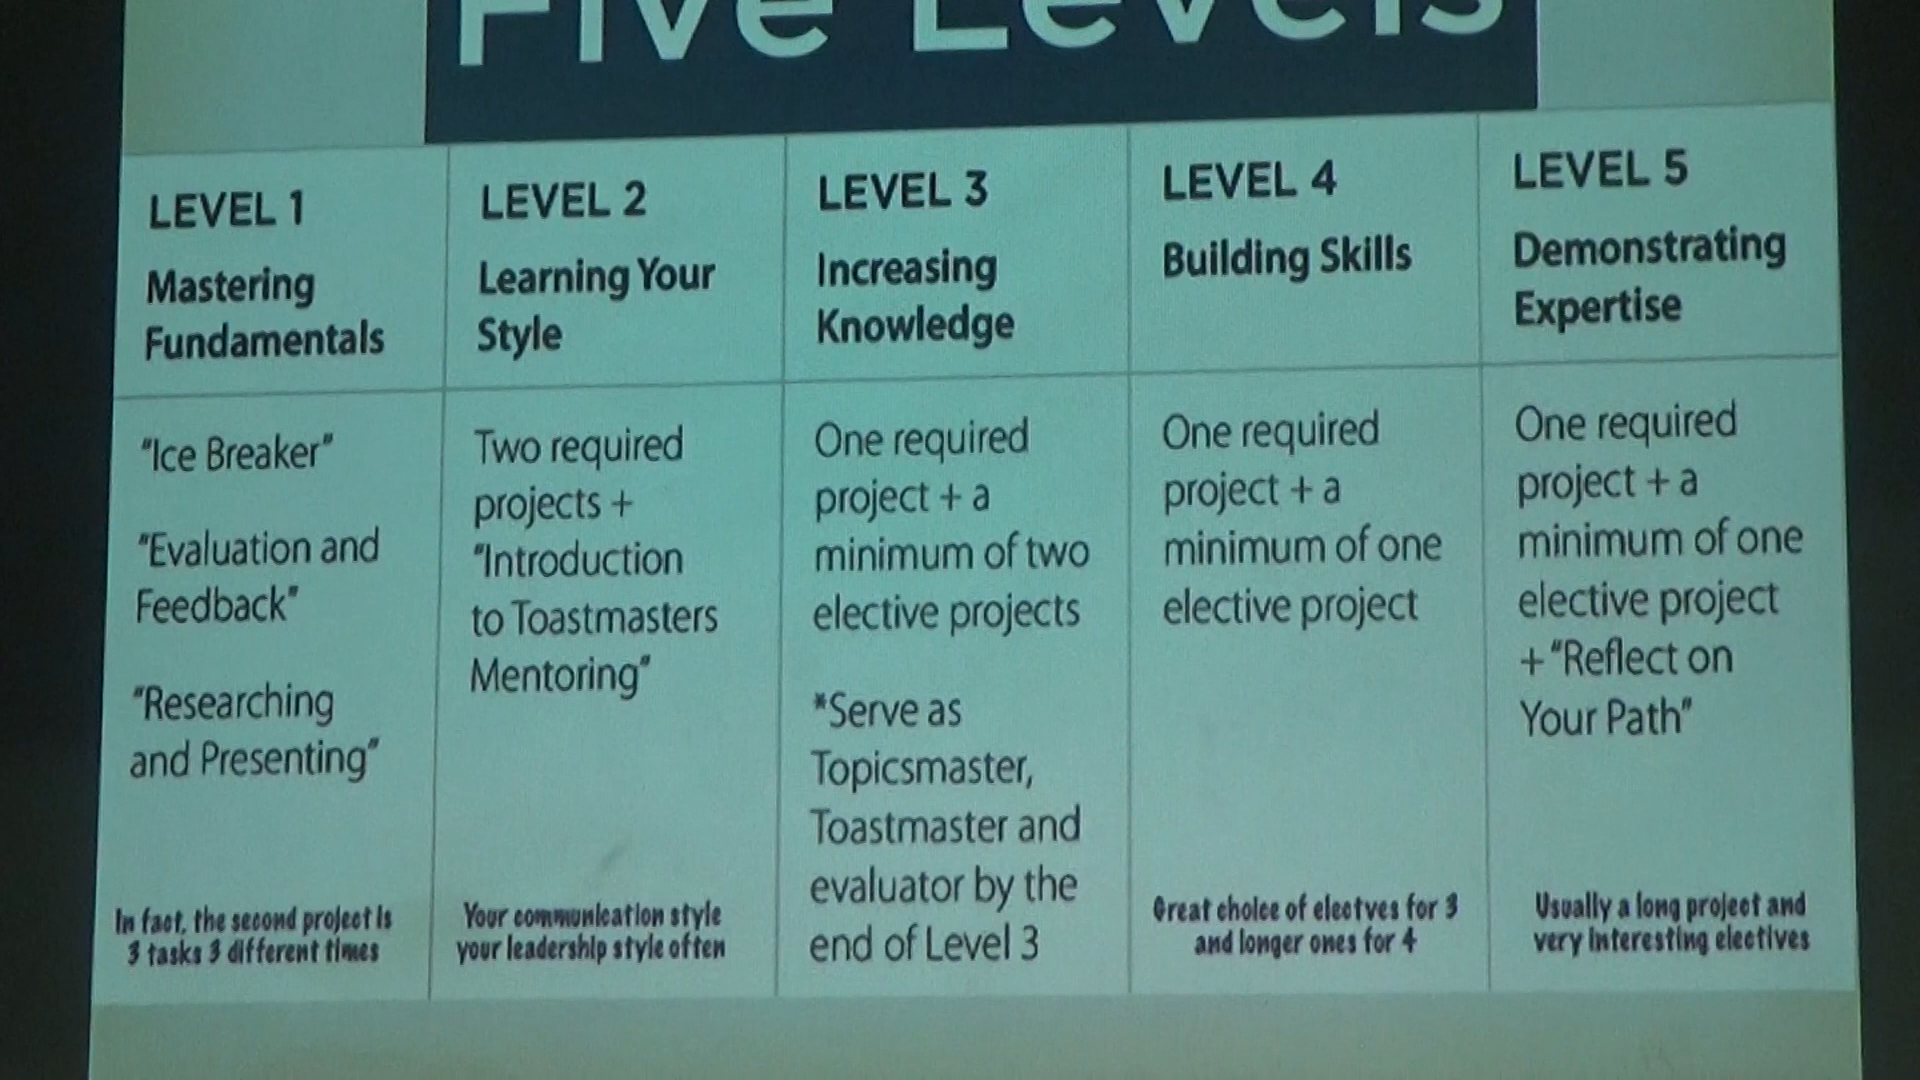 Five Levels
LEVEL 1
Mastering
Fundamentals
"Ice Breaker"
"Evaluation and
Feedback"
"Researching
and Presenting"
In fact, the second project is
3 tasks 3 different times
LEVEL 2
Learning Your
Style
Two required
projects +
"Introduction
to Toastmasters
Mentoring"
Your communication style
your leadership style often
LEVEL 3
Increasing
Knowledge
One required
project + a
minimum of two
elective projects
*Serve as
Topicsmaster,
Toastmaster and
evaluator by the
end of Level 3
LEVEL 4
Building Skills
One required
project + a
minimum of one
elective project
Great choice of electves for 3
and longer ones for 4
LEVEL 5
Demonstrating
Expertise
One required
project + a
minimum of one
elective project
+ "Reflect on
Your Path"
Usually a long project and
very interesting electives